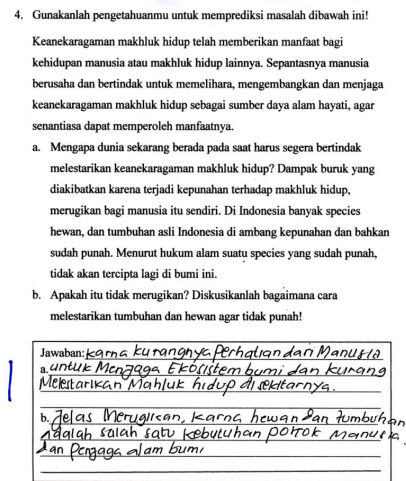 4. Gunakanlah pengetahuanmu untuk memprediksi masalah dibawah ini!
Keanekaragaman makhluk hidup telah memberikan manfaat bagi
kehidupan manusia atau makhluk hidup lainnya. Sepantasnya manusia
berusaha dan bertindak untuk memelihara, mengembangkan dan menjaga
keanekaragaman makhluk hidup sebagai sumber daya alam hayati, agar
senantiasa dapat memperoleh manfaatnya.
a. Mengapa dunia sekarang berada pada saat harus segera bertindak
melestarikan keanekaragaman makhluk hidup? Dampak buruk yang
diakibatkan karena terjadi kepunahan terhadap makhluk hidup,
merugikan bagi manusia itu sendiri. Di Indonesia banyak species
hewan, dan tumbuhan asli Indonesia di ambang kepunahan dan bahkan
sudah punah. Menurut hukum alam suatu species yang sudah punah,
tidak akan tercipta lagi di bumi ini.
b. Apakah itu tidak merugikan? Diskusikanlah bagaimana cara
melestarikan tumbuhan dan hewan agar tidak punah!
Jawaban: karna kurangnya perhatian dari Manusia
a. untuk Menjaga Ekosistem bumi dan kurang
Melestarikan Mahluk hidup di sekitarnya.
b. Jelas Merugikan, karna hewan dan tumbuhan
adalah salah satu kebutuhan pokok manusia
dan Penjaga alam bumi